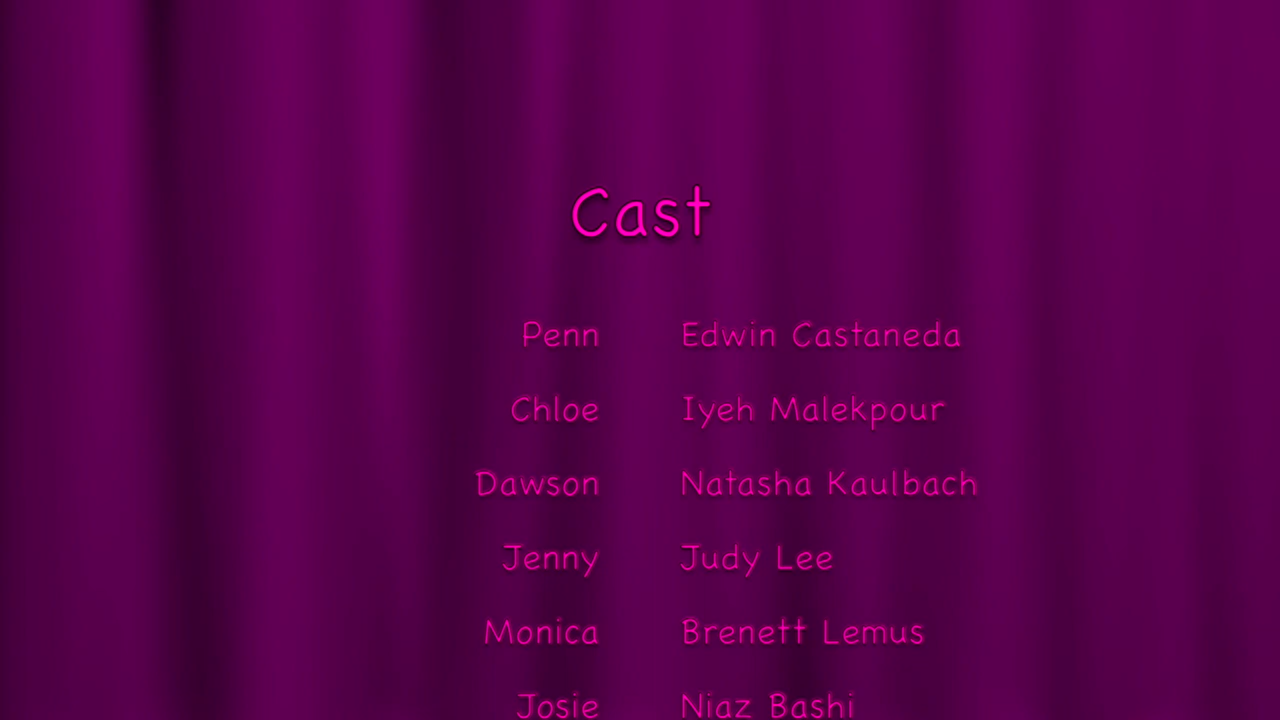 Cast
Penn Edwin Castaneda
Chloe Iyeh Malekpour
Dawson Natasha Kaulbach
Jenny Judy Lee
Monica Brenett Lemus
Josie Niaz Bashi